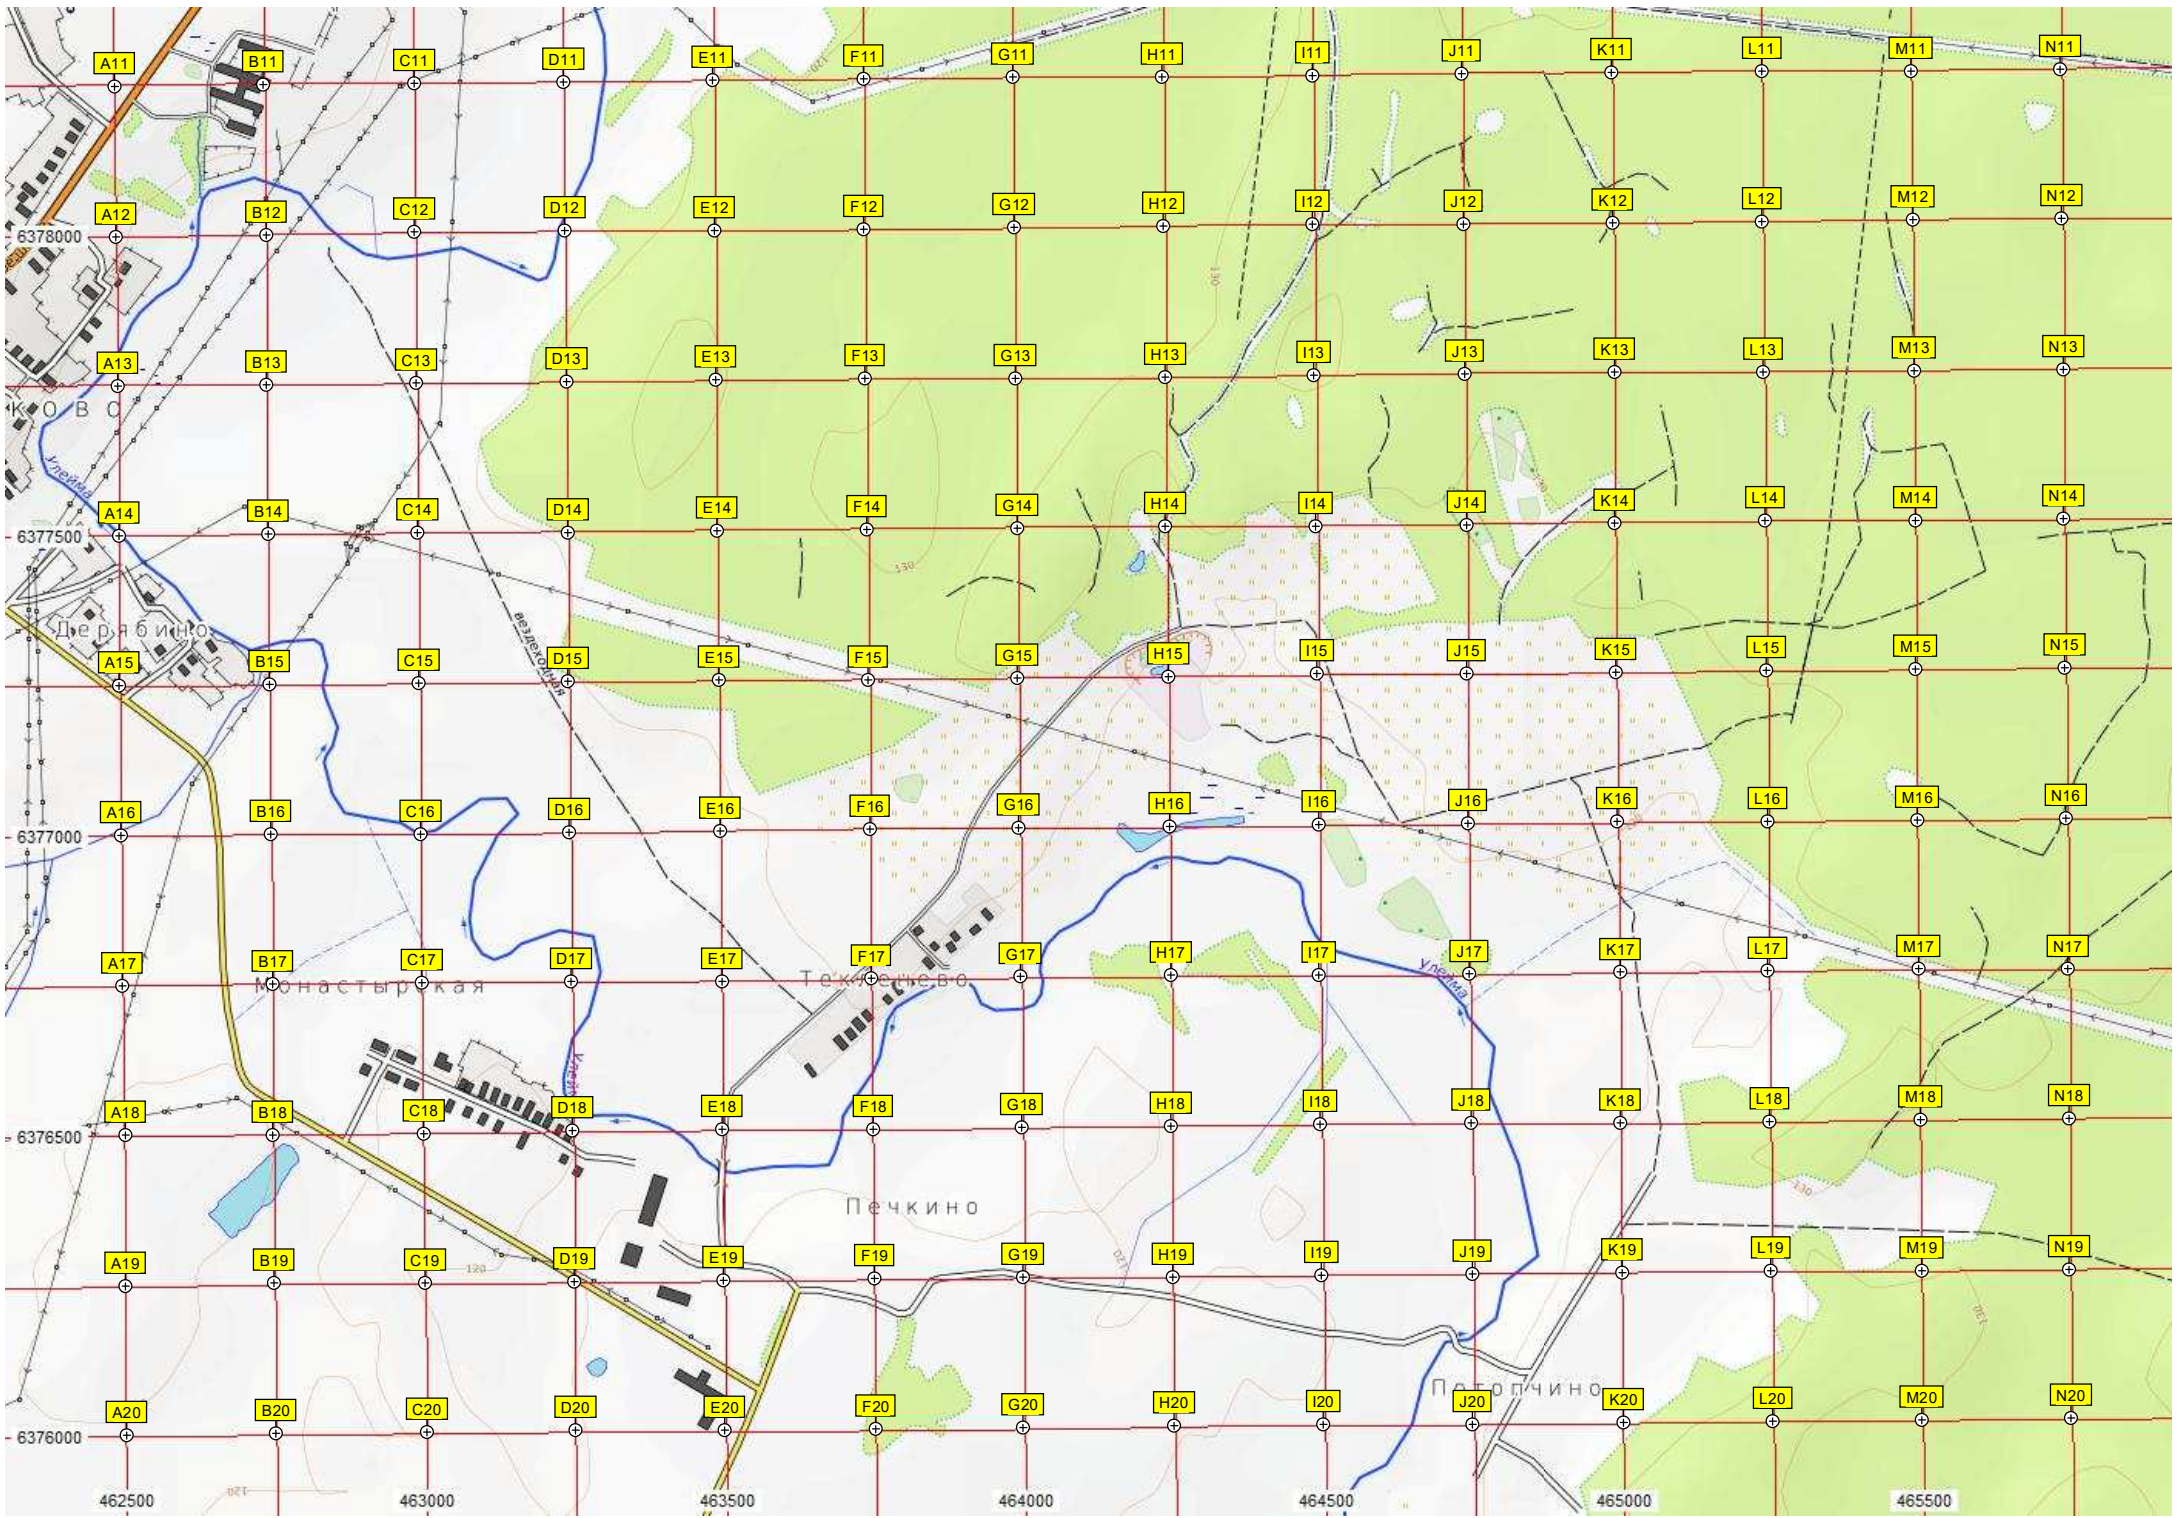 A11 B11 C11 D11 E11 F11 G11 H11 I11 J11 K11 L11 M11 N11
120
A12 B12 C12 D12 E12 F12 G12 H12 I12 J12 K12 L12 M12 N12
6378000
130
A13 B13 C13 D13 E13 F13 G13 H13 I13 J13 K13 L13 M13 N13
КОВС
Улейма
130
A14 B14 C14 D14 E14 F14 G14 H14 I14 J14 K14 L14 M14 N14
6377500
130
Дерябино
вездеходная
A15 B15 C15 D15 E15 F15 G15 H15 I15 J15 K15 L15 M15 N15
A16 B16 C16 D16 E16 F16 G16 H16 I16 J16 K16 L16 M16 N16
6377000
A17 B17 C17 D17 E17 F17 G17 H17 I17 J17 K17 L17 M17 N17
Монастырская
Текленево
Улейма
A18 B18 C18 D18 E18 F18 G18 H18 I18 J18 K18 L18 M18 N18
6376500
130
Печкино
A19 B19 C19 D19 E19 F19 G19 H19 I19 J19 K19 L19 M19 N19
120
120
130
Потопчино
A20 B20 C20 D20 E20 F20 G20 H20 I20 J20 K20 L20 M20 N20
6376000
120
462500 463000 463500 464000 464500 465000 465500